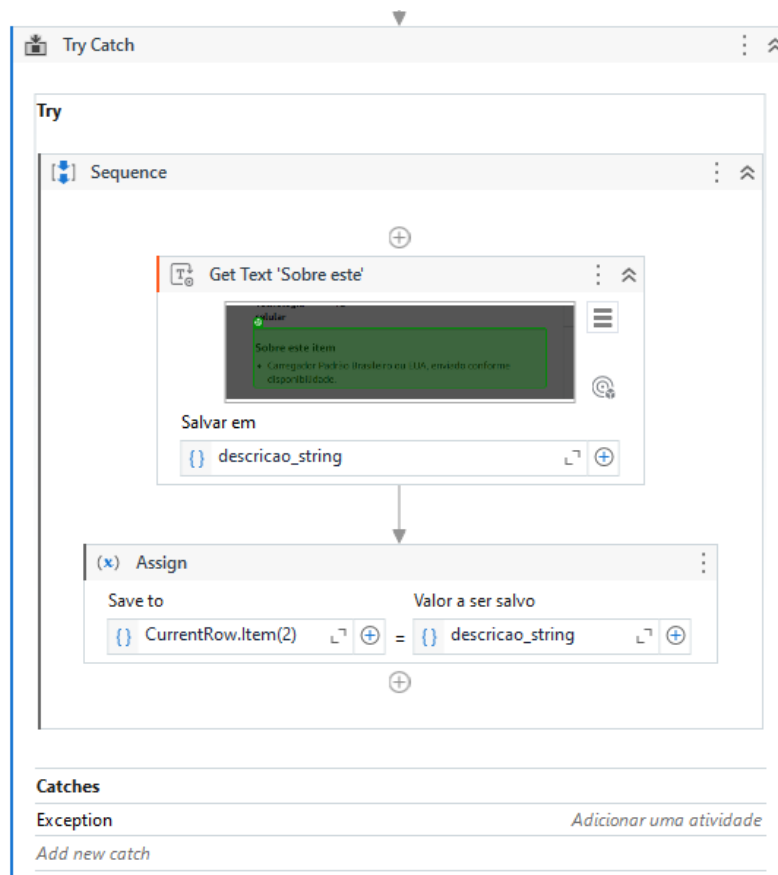 Try Catch
Try
Sequence
Get Text 'Sobre este'
celular
Sobre este item
• Carregador Padrão Brasileiro ou EUA, enviado conforme
disponibilidade.
Salvar em
{ } descricao_string
(x) Assign
Save to Valor a ser salvo
{ } CurrentRow.Item(2) = { } descricao_string
Catches
Exception Adicionar uma atividade
Add new catch